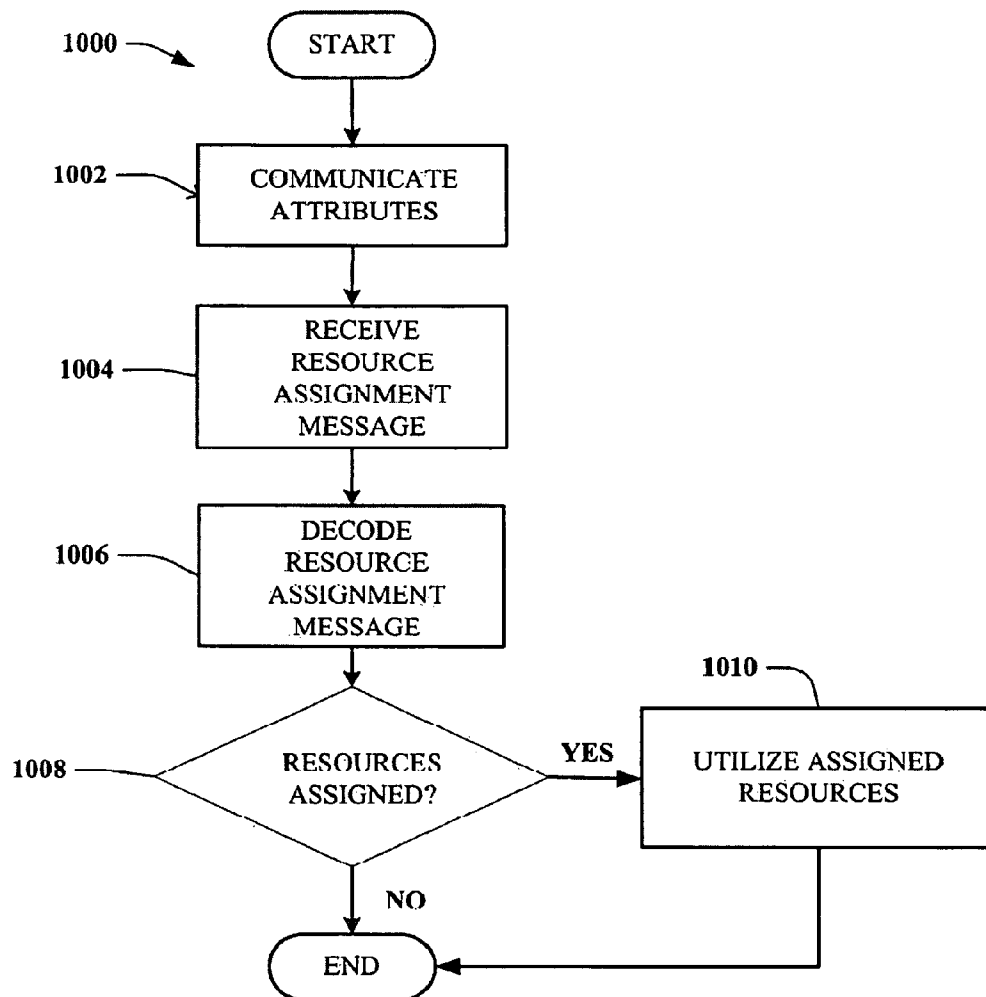 1000
START
1002
COMMUNICATE
ATTRIBUTES
1004
RECEIVE
RESOURCE
ASSIGNMENT
MESSAGE
1006
DECODE
RESOURCE
ASSIGNMENT
MESSAGE
1008
RESOURCES
ASSIGNED?
YES
1010
UTILIZE ASSIGNED
RESOURCES
NO
END